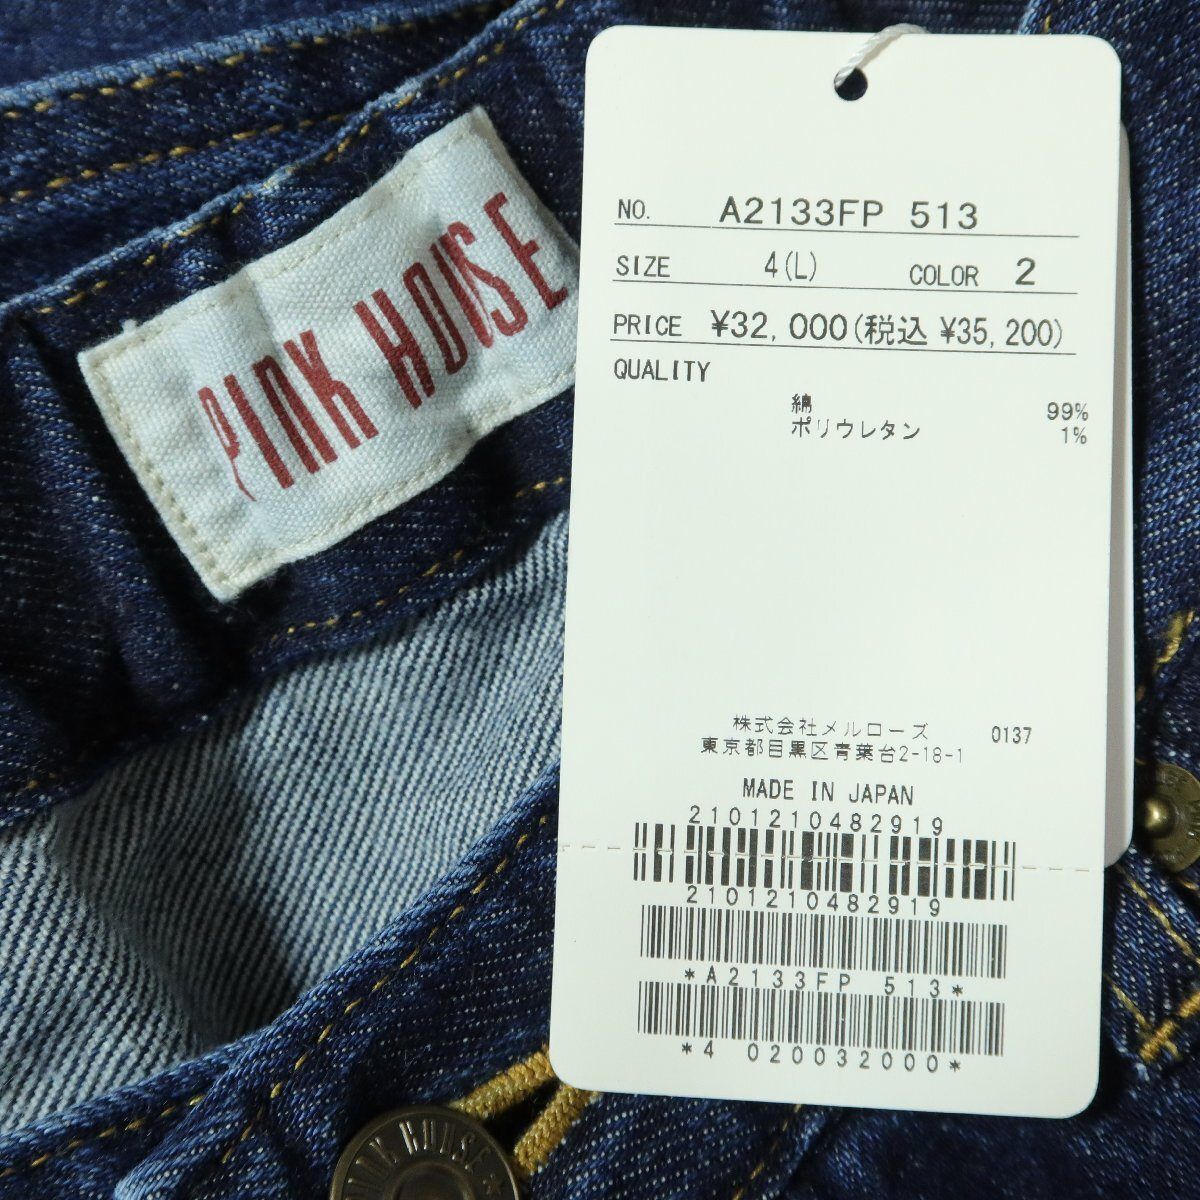 PINK HOUSE
NO. A2133FP 513
SIZE 4(L) COLOR 2
PRICE ¥32,000(税込 ¥35,200)
QUALITY
綿 99%
ポリウレタン 1%
株式会社メルローズ 0137
東京都目黒区青葉台2-18-1
MADE IN JAPAN
2101210482919
2101210482919
*A2133FP 513*
*4 020032000*
PINK HOUSE